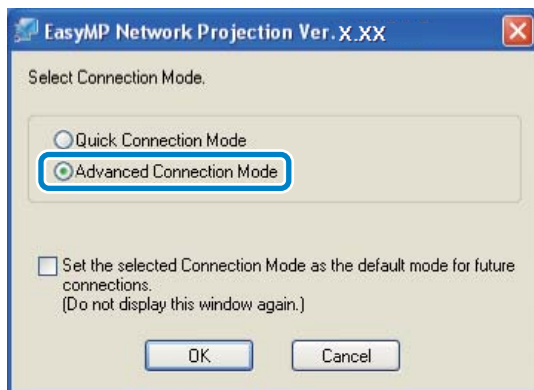 EasyMP Network Projection Ver.X.XX
Select Connection Mode.
Quick Connection Mode
Advanced Connection Mode
Set the selected Connection Mode as the default mode for future
connections.
(Do not display this window again.)
OK
Cancel